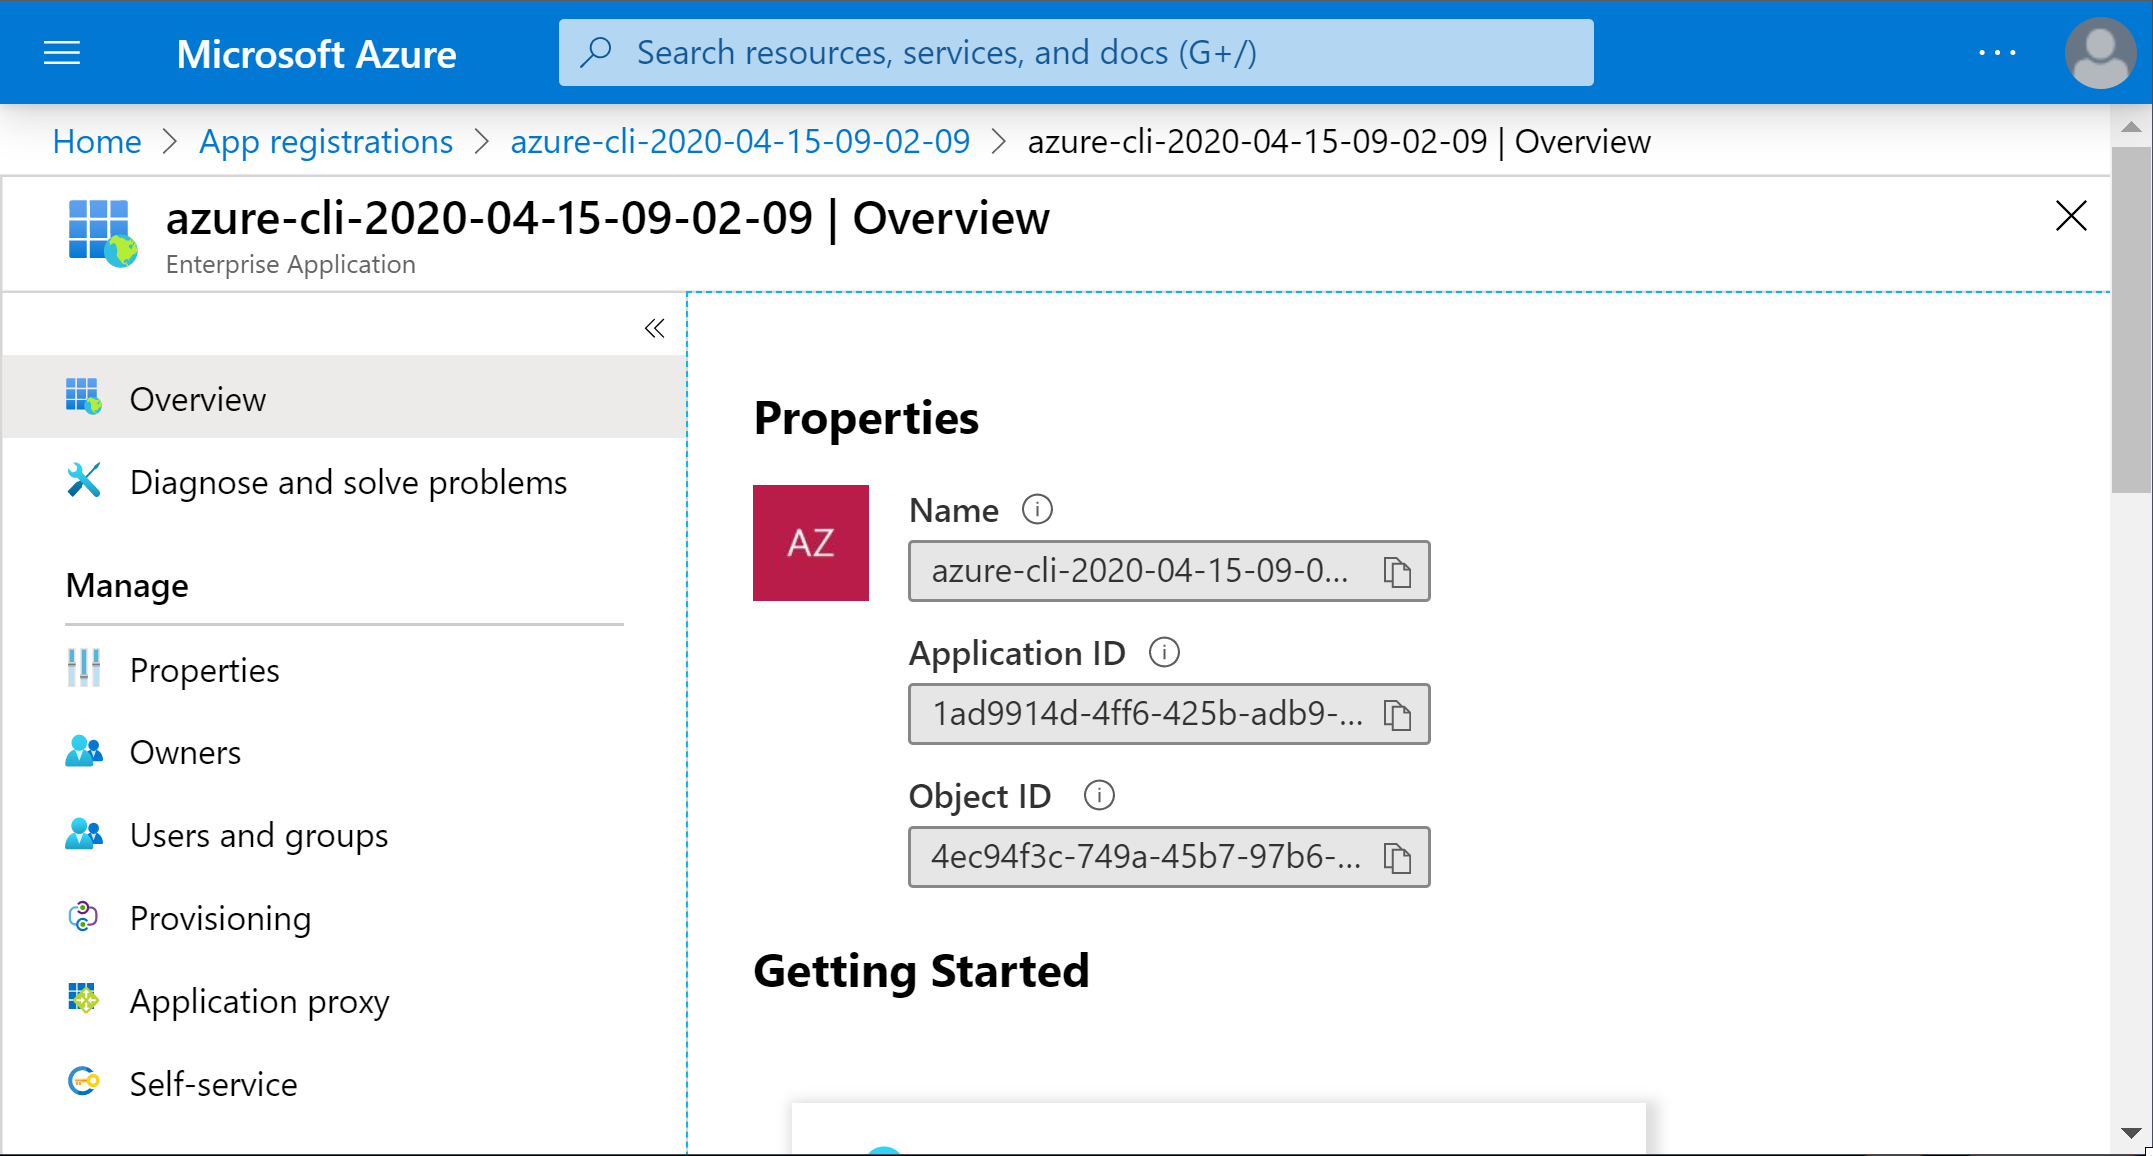 Microsoft Azure
Search resources, services, and docs (G+/)
Home > App registrations > azure-cli-2020-04-15-09-02-09 > azure-cli-2020-04-15-09-02-09 | Overview
azure-cli-2020-04-15-09-02-09 | Overview
Enterprise Application
Overview
Diagnose and solve problems
Manage
Properties
Owners
Users and groups
Provisioning
Application proxy
Self-service
Properties
AZ
Name
azure-cli-2020-04-15-09-0...
Application ID
1ad9914d-4ff6-425b-adb9-...
Object ID
4ec94f3c-749a-45b7-97b6-...
Getting Started